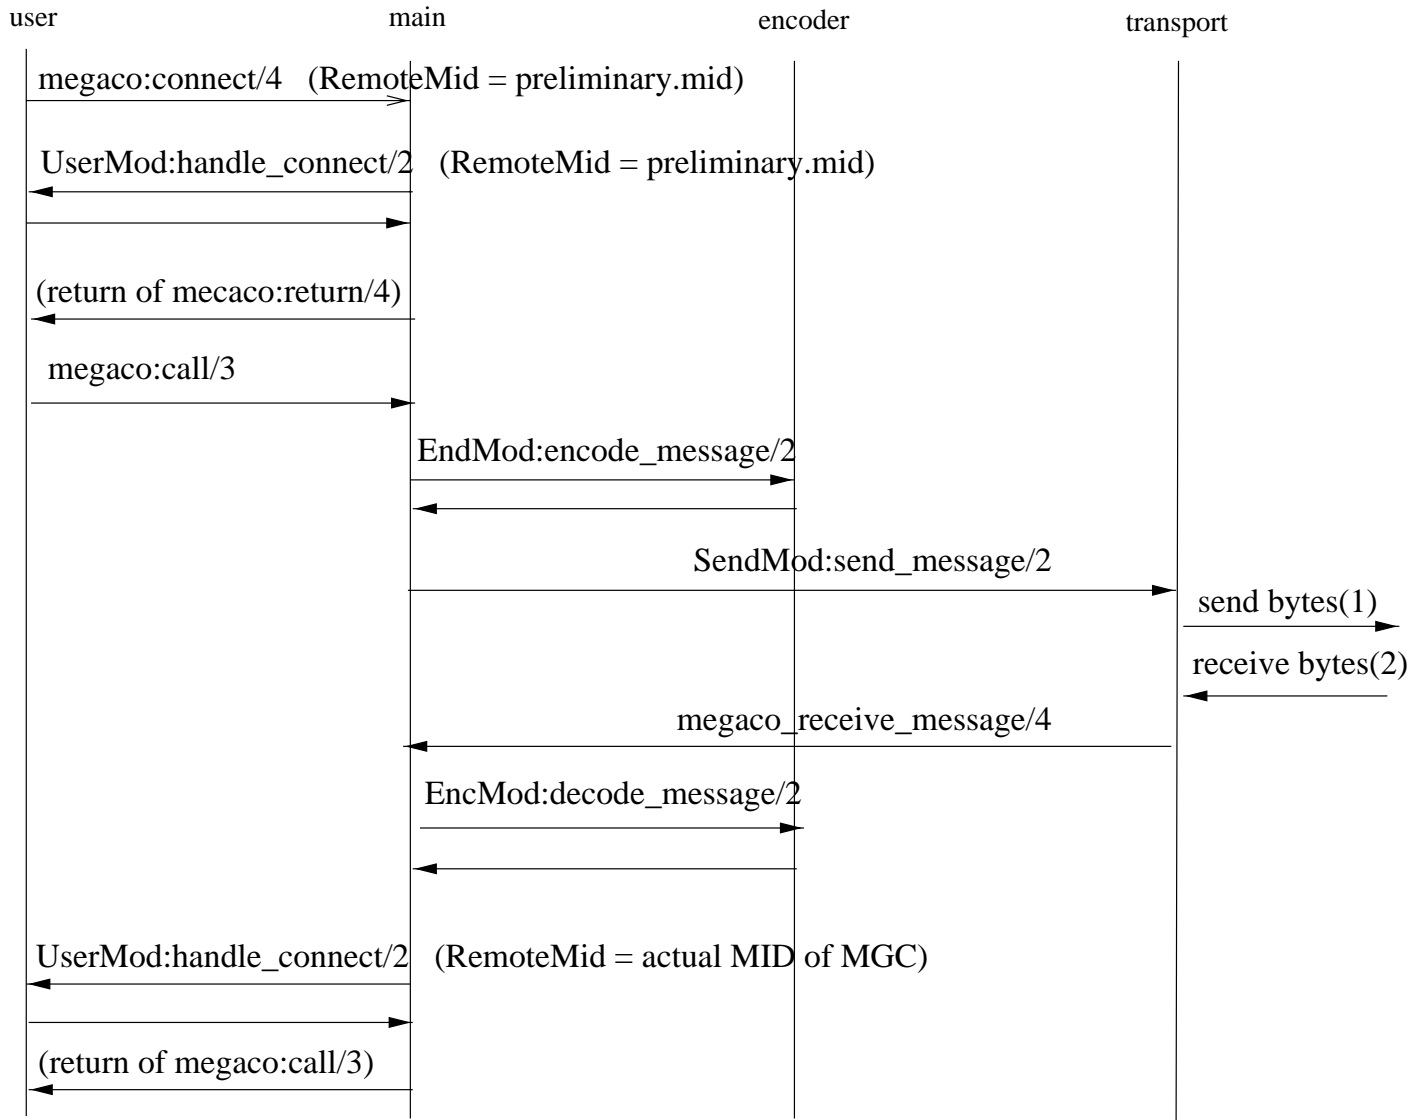 user main encoder transport
megaco:connect/4 (RemoteMid = preliminary.mid)
UserMod:handle_connect/2 (RemoteMid = preliminary.mid)
(return of mecaco:return/4)
megaco:call/3
EndMod:encode_message/2
SendMod:send_message/2
send bytes(1)
receive bytes(2)
megaco_receive_message/4
EncMod:decode_message/2
UserMod:handle_connect/2 (RemoteMid = actual MID of MGC)
(return of megaco:call/3)